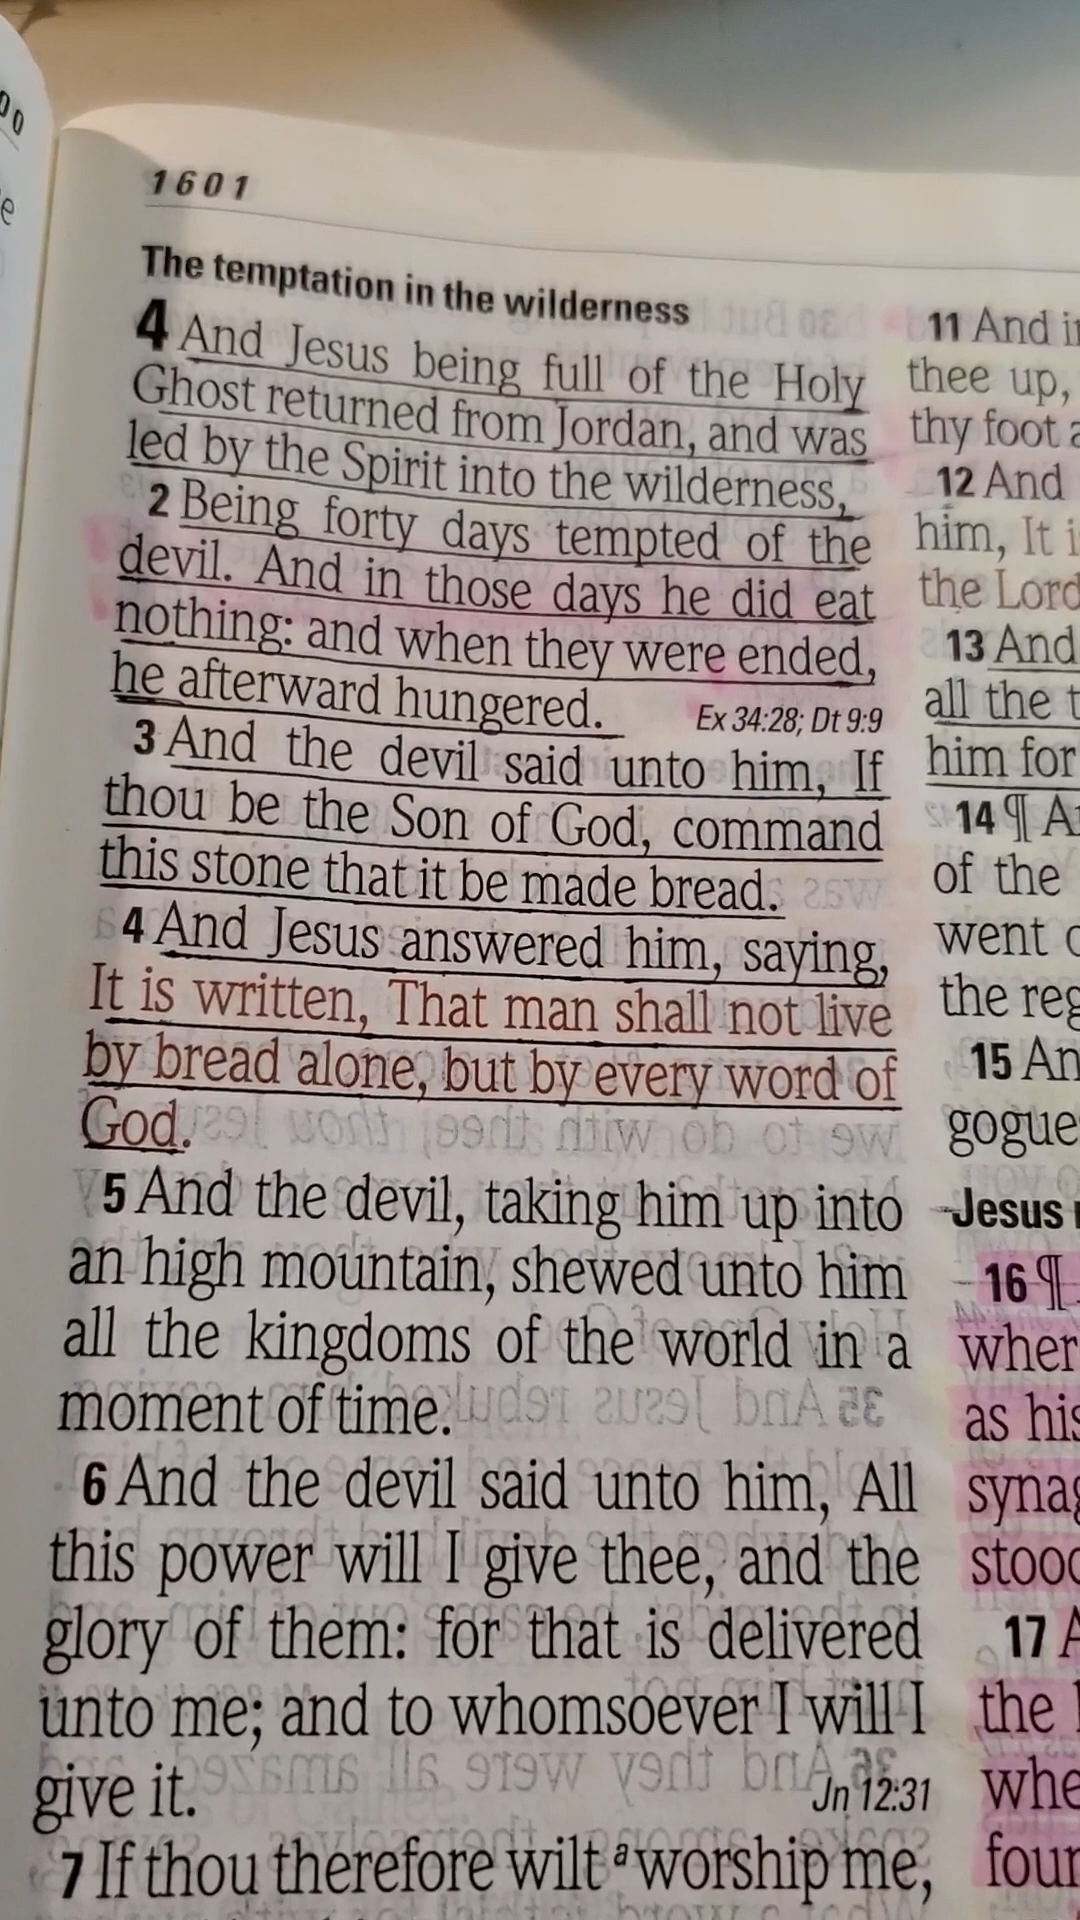 1601
The temptation in the wilderness
4 And Jesus being full of the Holy
Ghost returned from Jordan, and was
led by the Spirit into the wilderness,
2 Being forty days tempted of the
devil. And in those days he did eat
nothing: and when they were ended,
he afterward hungered. Ex 34:28; Dt 9:9
3 And the devil said unto him, If
thou be the Son of God, command
this stone that it be made bread.
4 And Jesus answered him, saying,
It is written, That man shall not live
by bread alone, but by every word of
God.
5 And the devil, taking him up into
an high mountain, shewed unto him
all the kingdoms of the world in a
moment of time.
6 And the devil said unto him, All
this power will I give thee, and the
glory of them: for that is delivered
unto me; and to whomsoever I will I
give it. Jn 12:31
7 If thou therefore wilt ᵃworship me,
11 And
thee up,
thy foot
12 And
him, It
the Lord
13 And
all the
him for
14 ¶
of the
went
the
15
Jesus
16 ¶
as his
17
the